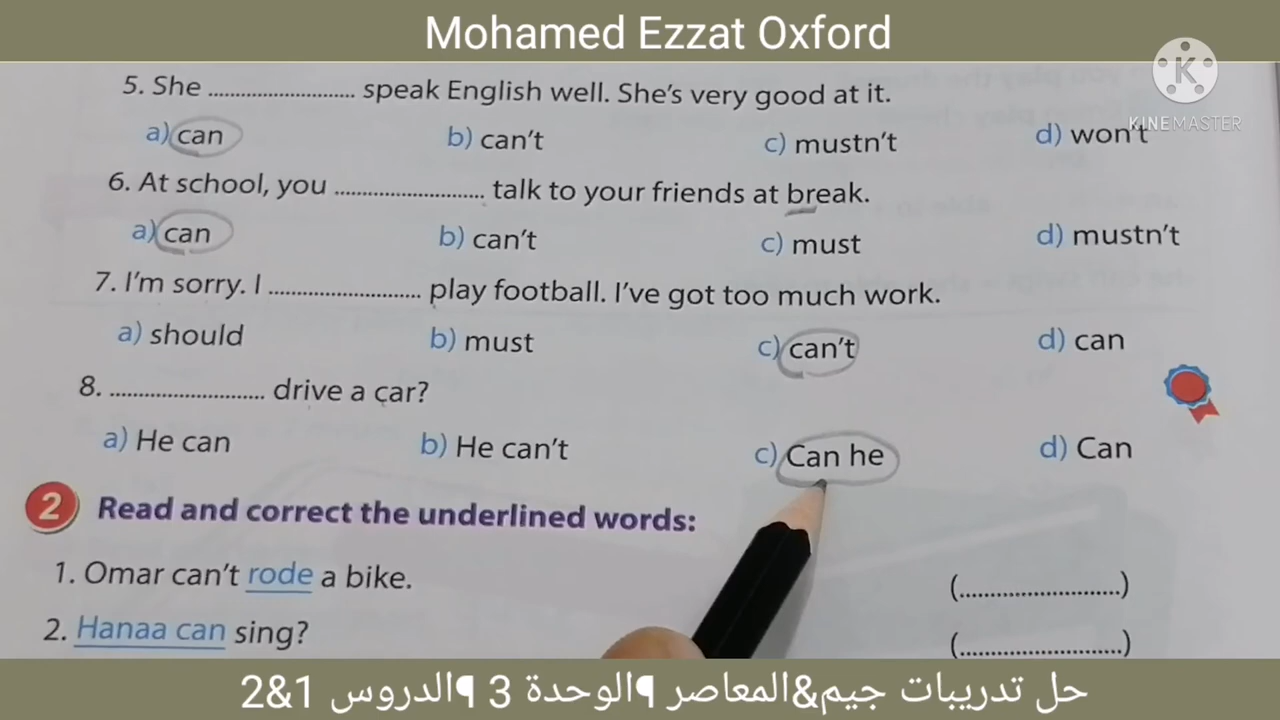 Mohamed Ezzat Oxford
KINEMASTER
5. She ........................ speak English well. She's very good at it.
a) can b) can't c) mustn't d) won't
6. At school, you ........................ talk to your friends at break.
a) can b) can't c) must d) mustn't
7. I'm sorry. I ........................ play football. I've got too much work.
a) should b) must c) can't d) can
8. ........................ drive a car?
a) He can b) He can't c) Can he d) Can
2 Read and correct the underlined words:
1. Omar can't rode a bike. (........................)
2. Hanaa can sing? (........................)
حل تدريبات جيم&المعاصر ¶الوحدة 3 ¶الدروس 1&2